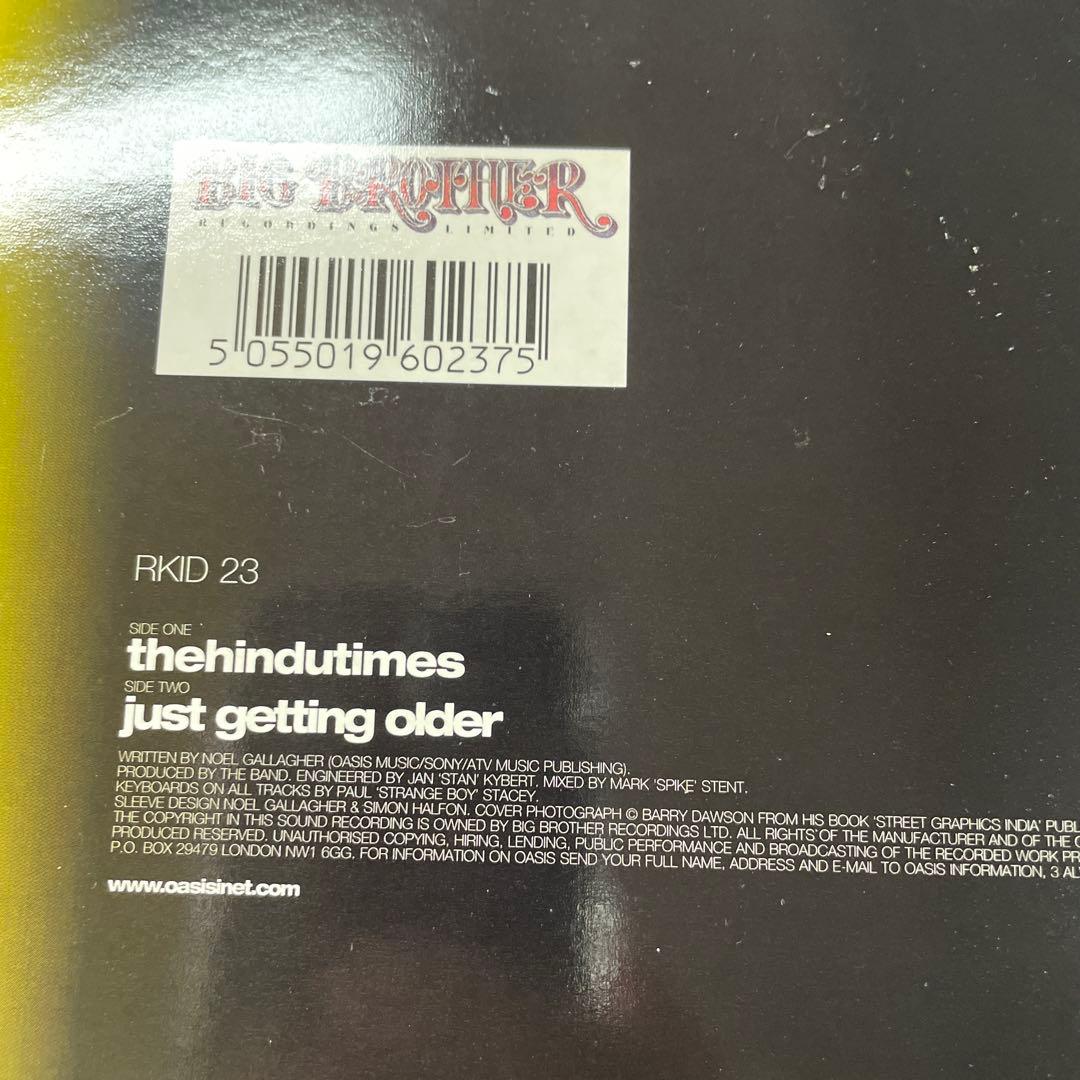 BIG BROTHER
RECORDINGS LIMITED
5 055019 602375
RKID 23
SIDE ONE
thehindutimes
SIDE TWO
just getting older
WRITTEN BY NOEL GALLAGHER (OASIS MUSIC/SONY/ATV MUSIC PUBLISHING).
PRODUCED BY THE BAND. ENGINEERED BY JAN 'STAN' KYBERT. MIXED BY MARK 'SPIKE' STENT.
KEYBOARDS ON ALL TRACKS BY PAUL 'STRANGE BOY' STACEY.
SLEEVE DESIGN NOEL GALLAGHER & SIMON HALFON. COVER PHOTOGRAPH © BARRY DAWSON FROM HIS BOOK 'STREET GRAPHICS INDIA' PUBL
THE COPYRIGHT IN THIS SOUND RECORDING IS OWNED BY BIG BROTHER RECORDINGS LTD. ALL RIGHTS OF THE MANUFACTURER AND OF THE
PRODUCED RESERVED. UNAUTHORISED COPYING, HIRING, LENDING, PUBLIC PERFORMANCE AND BROADCASTING OF THE RECORDED WORK PR
P.O. BOX 29479 LONDON NW1 6GG. FOR INFORMATION ON OASIS SEND YOUR FULL NAME, ADDRESS AND E-MAIL TO OASIS INFORMATION, 3 AL
www.oasisinet.com